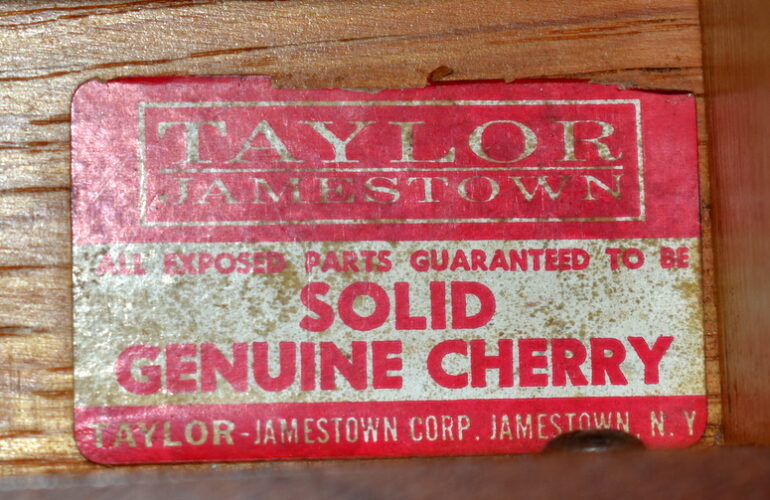 TAYLOR
JAMESTOWN
ALL EXPOSED PARTS GUARANTEED TO BE
SOLID
GENUINE CHERRY
TAYLOR-JAMESTOWN CORP. JAMESTOWN, N. Y